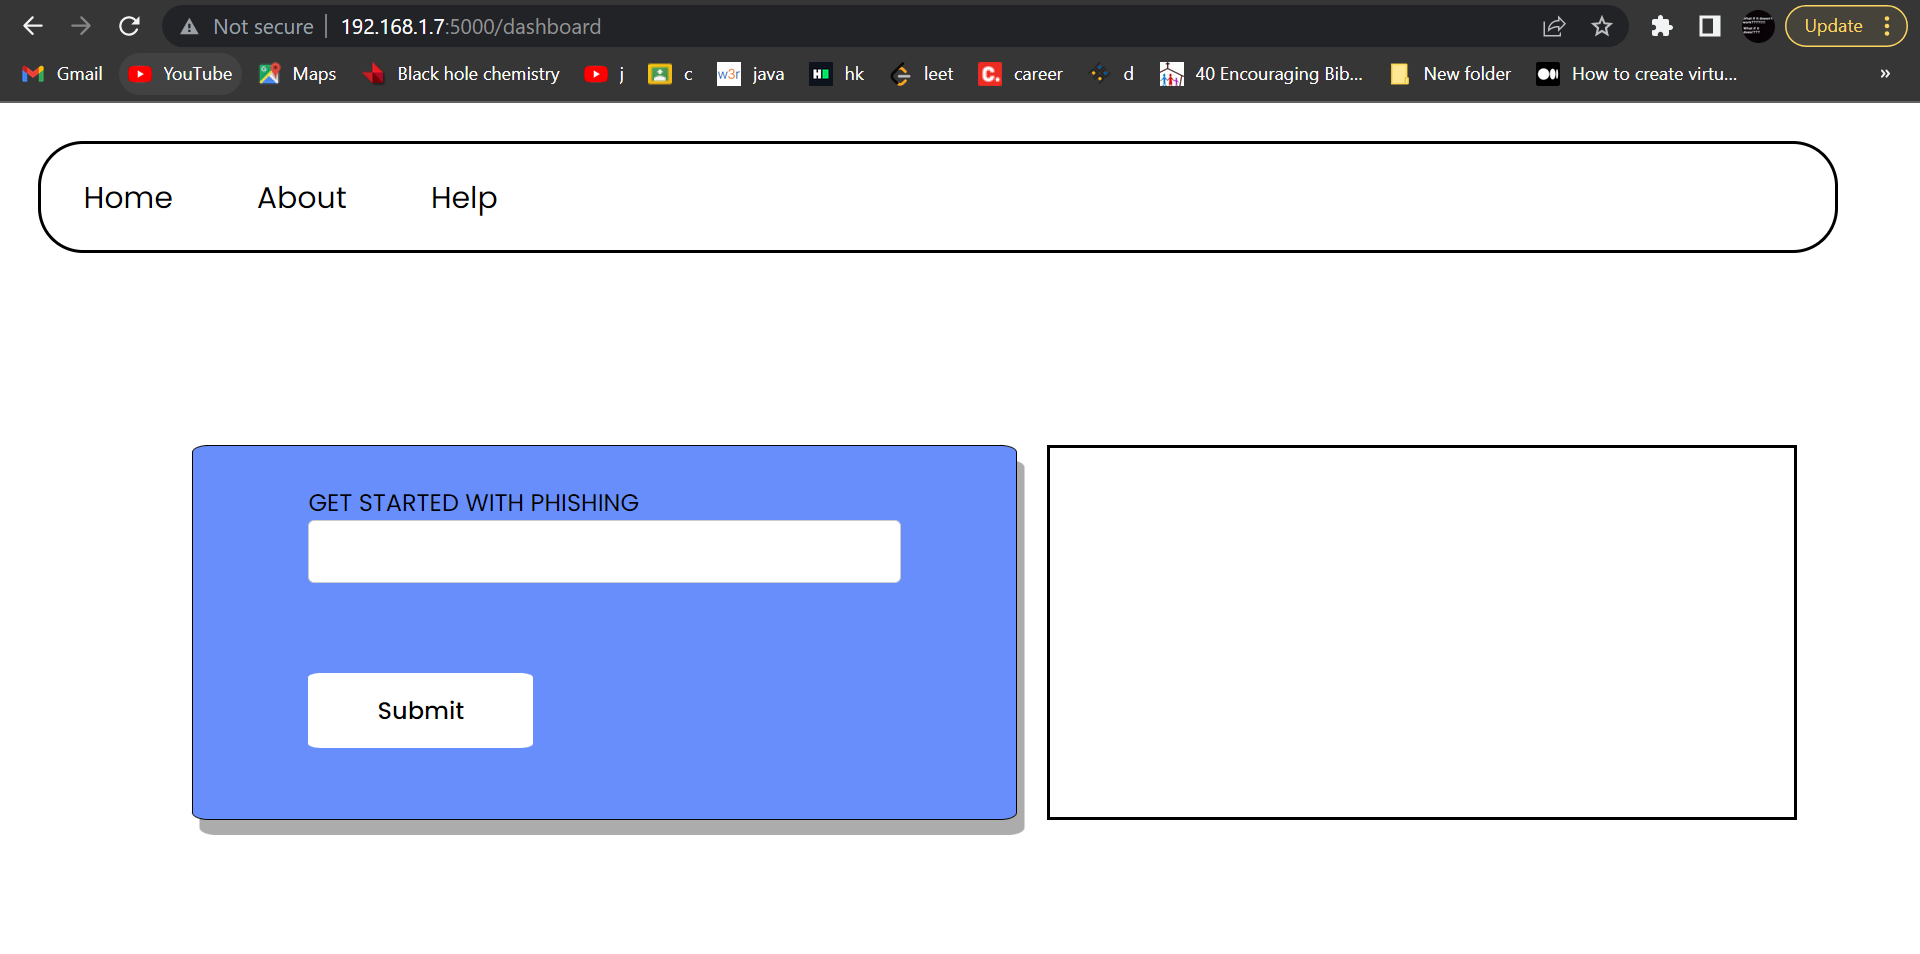 Not secure | 192.168.1.7:5000/dashboard
Update
Gmail YouTube Maps Black hole chemistry j c w3r java hk leet C. career d 40 Encouraging Bib... New folder How to create virtu... »
Home About Help
GET STARTED WITH PHISHING
Submit